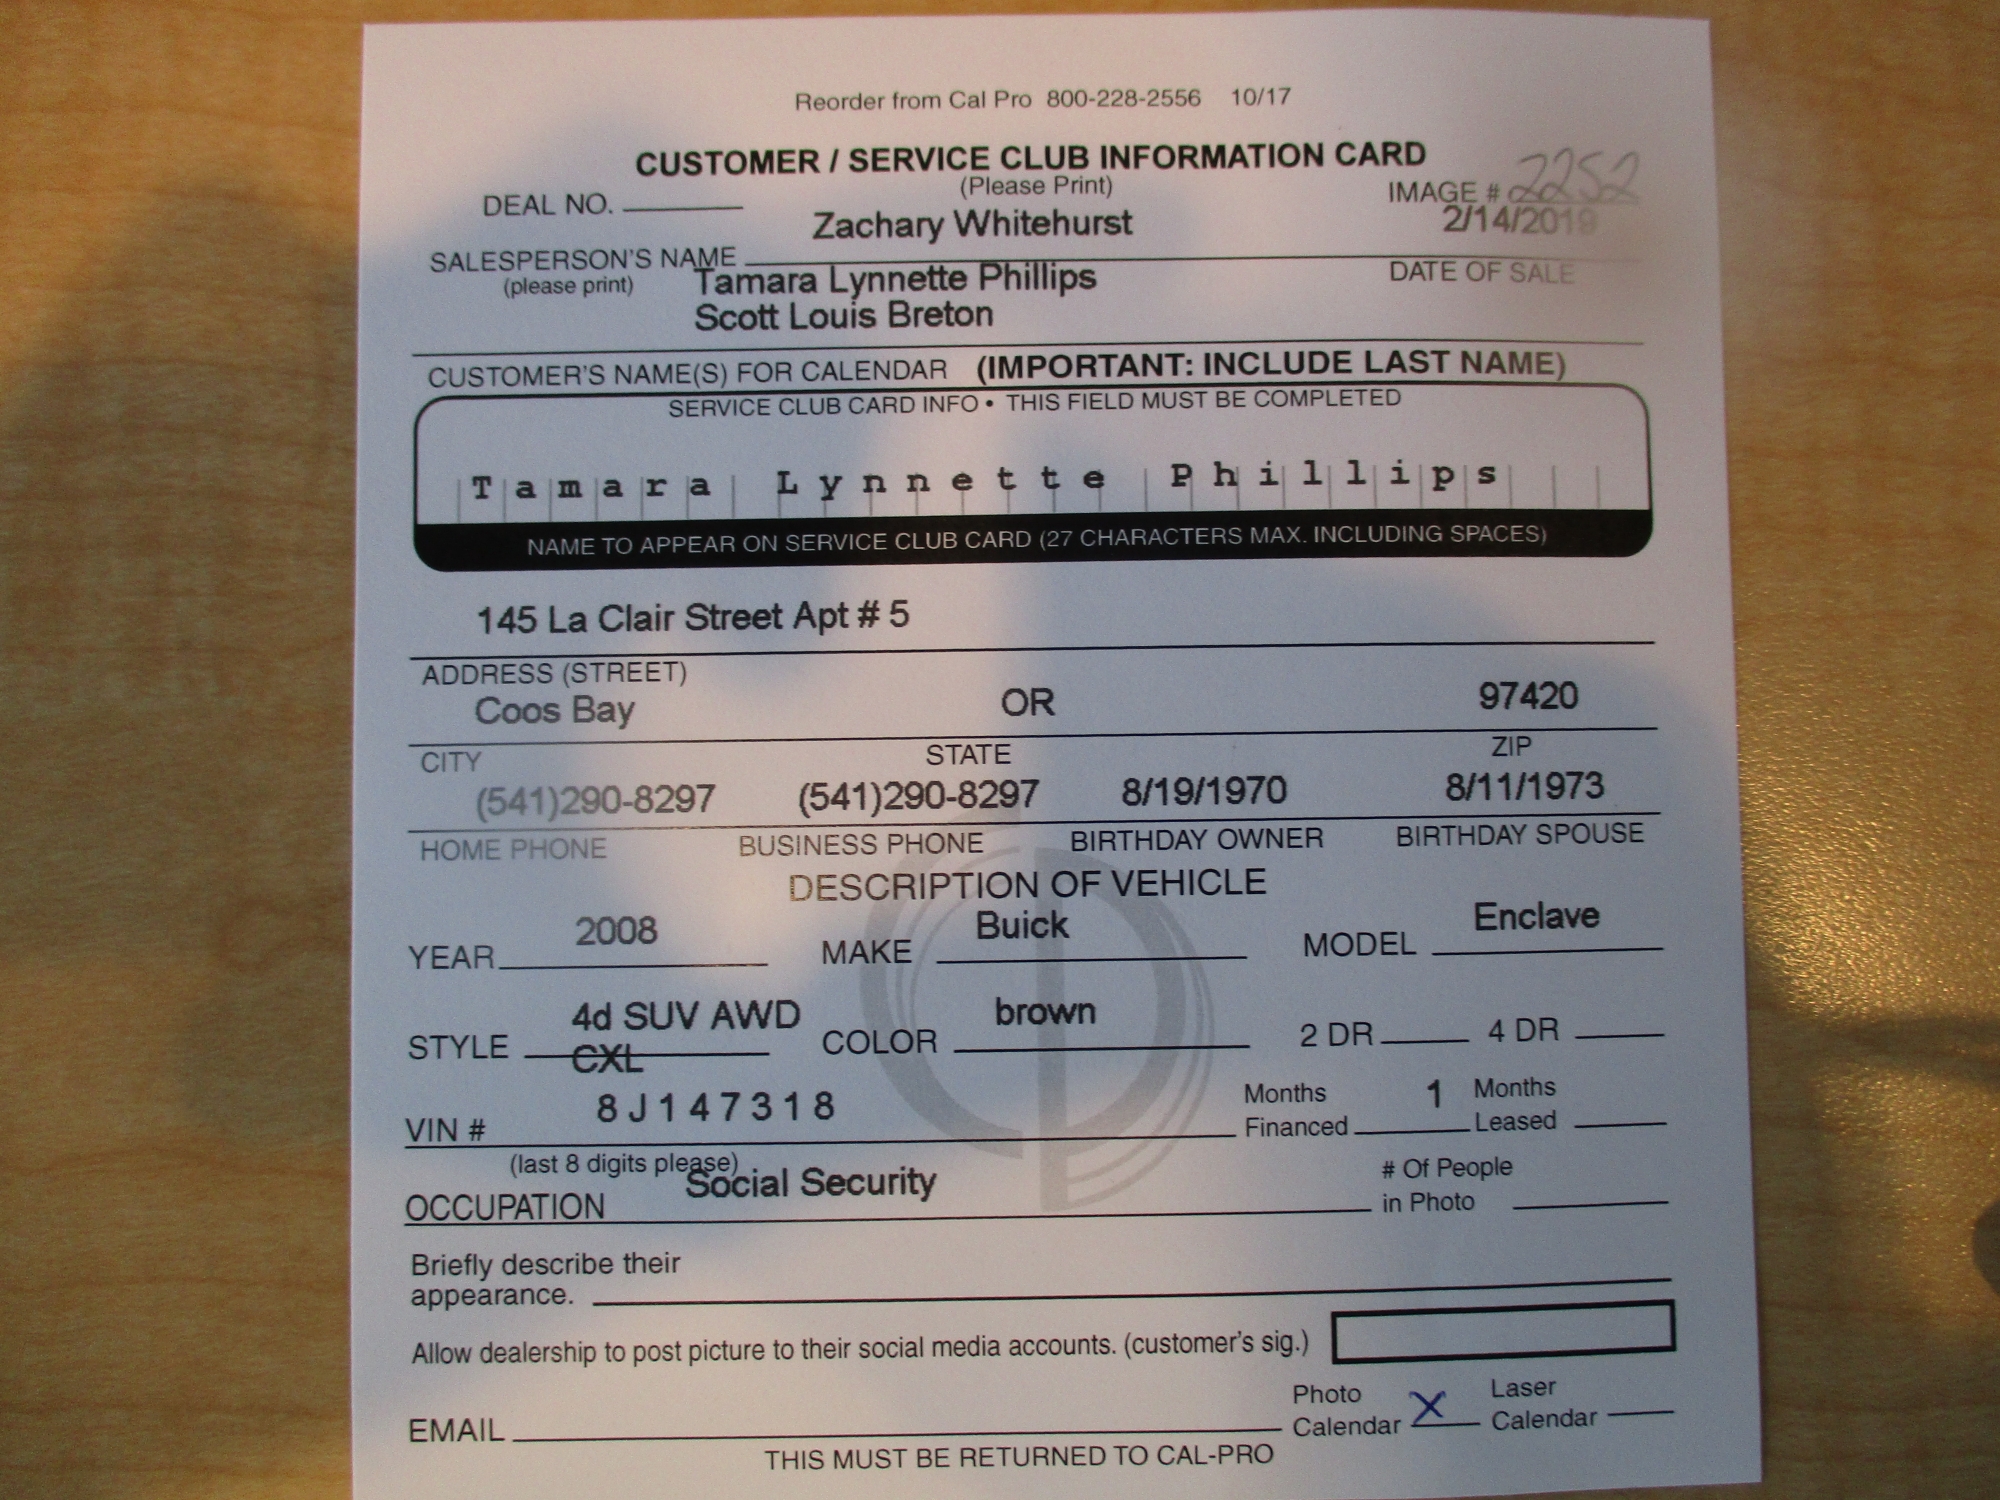 Reorder from Cal Pro 800-228-2556 10/17
CUSTOMER / SERVICE CLUB INFORMATION CARD
(Please Print)
DEAL NO. IMAGE # 2252
Zachary Whitehurst 2/14/2019
SALESPERSON'S NAME
(please print) DATE OF SALE
Tamara Lynnette Phillips
Scott Louis Breton
CUSTOMER'S NAME(S) FOR CALENDAR (IMPORTANT: INCLUDE LAST NAME)
SERVICE CLUB CARD INFO • THIS FIELD MUST BE COMPLETED
Tamara Lynnette Phillips
NAME TO APPEAR ON SERVICE CLUB CARD (27 CHARACTERS MAX. INCLUDING SPACES)
145 La Clair Street Apt # 5
ADDRESS (STREET)
Coos Bay OR 97420
CITY STATE ZIP
(541)290-8297 (541)290-8297 8/19/1970 8/11/1973
HOME PHONE BUSINESS PHONE BIRTHDAY OWNER BIRTHDAY SPOUSE
DESCRIPTION OF VEHICLE
YEAR 2008 MAKE Buick MODEL Enclave
STYLE 4d SUV AWD COLOR brown 2 DR 4 DR
CXL
VIN # 8J147318 Months Financed 1 Months Leased
(last 8 digits please)
OCCUPATION Social Security # Of People in Photo
Briefly describe their
appearance.
Allow dealership to post picture to their social media accounts. (customer's sig.)
EMAIL Photo Calendar X Laser Calendar
THIS MUST BE RETURNED TO CAL-PRO